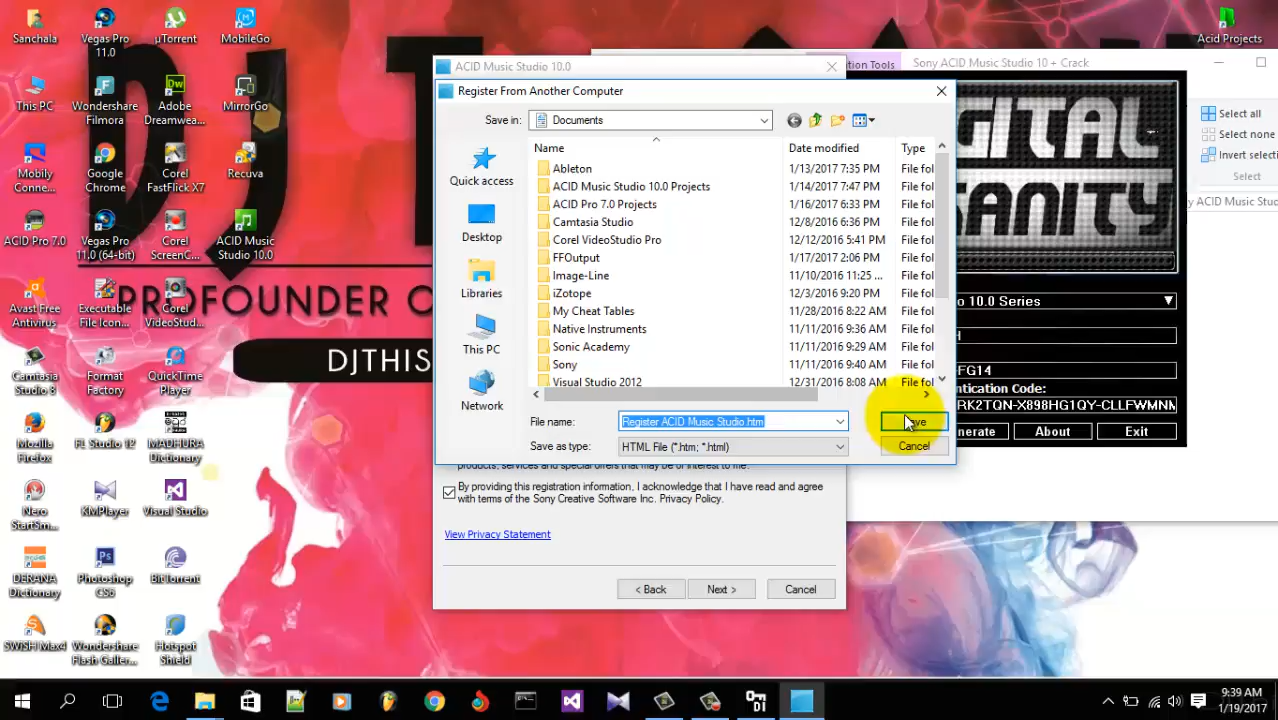 Sanchala
Vegas Pro 11.0
µTorrent
MobileGo
Acid Projects
This PC
Wondershare Filmora
Adobe Dreamwea...
MirrorGo
Mobily Conne...
Google Chrome
Corel FastFlick X7
Recuva
ACID Pro 7.0
Vegas Pro 11.0 (64-bit)
Corel ScreenC...
ACID Music Studio 10.0
Avast Free Antivirus
Executable File Icon...
Corel VideoStud...
Camtasia Studio 8
Format Factory
QuickTime Player
Mozilla Firefox
FL Studio 12
MADHURA Dictionary
Nero StartSm...
KMPlayer
Visual Studio
DERANA Dictionary
Photoshop CS6
BitTorrent
SWiSH Max4
Wondershare Flash Galler...
Hotspot Shield
PROFOUNDER
DJTHIS
ACID Music Studio 10.0
Register From Another Computer
Save in:
Documents
Name
Date modified
Type
Quick access
Desktop
Libraries
This PC
Network
Ableton 1/13/2017 7:35 PM File fol
ACID Music Studio 10.0 Projects 1/14/2017 7:47 PM File fol
ACID Pro 7.0 Projects 1/16/2017 6:33 PM File fol
Camtasia Studio 12/8/2016 6:36 PM File fol
Corel VideoStudio Pro 12/12/2016 5:41 PM File fol
FFOutput 1/17/2017 2:06 PM File fol
Image-Line 11/10/2016 11:25 ... File fol
iZotope 12/3/2016 9:20 PM File fol
My Cheat Tables 11/28/2016 8:22 AM File fol
Native Instruments 11/11/2016 9:36 AM File fol
Sonic Academy 11/11/2016 9:29 AM File fol
Sony 11/11/2016 9:40 AM File fol
Visual Studio 2012 12/31/2016 8:08 AM File fol
File name:
Register ACID Music Studio.htm
Save as type:
HTML File (*.htm; *.html)
Cancel
products, services and special offers that may be of interest to me.
By providing this registration information, I acknowledge that I have read and agree
with terms of the Sony Creative Software Inc. Privacy Policy.
View Privacy Statement
< Back
Next >
Cancel
tion Tools
Sony ACID Music Studio 10 + Crack
Select all
Select none
Invert selecti
Select
ACID Music Stud
IGITAL
SANITY
o 10.0 Series
H
-FG14
entication Code:
RK2TQN-X898HG1QY-CLLFWMNM
nerate
About
Exit
9:39 AM
1/19/2017